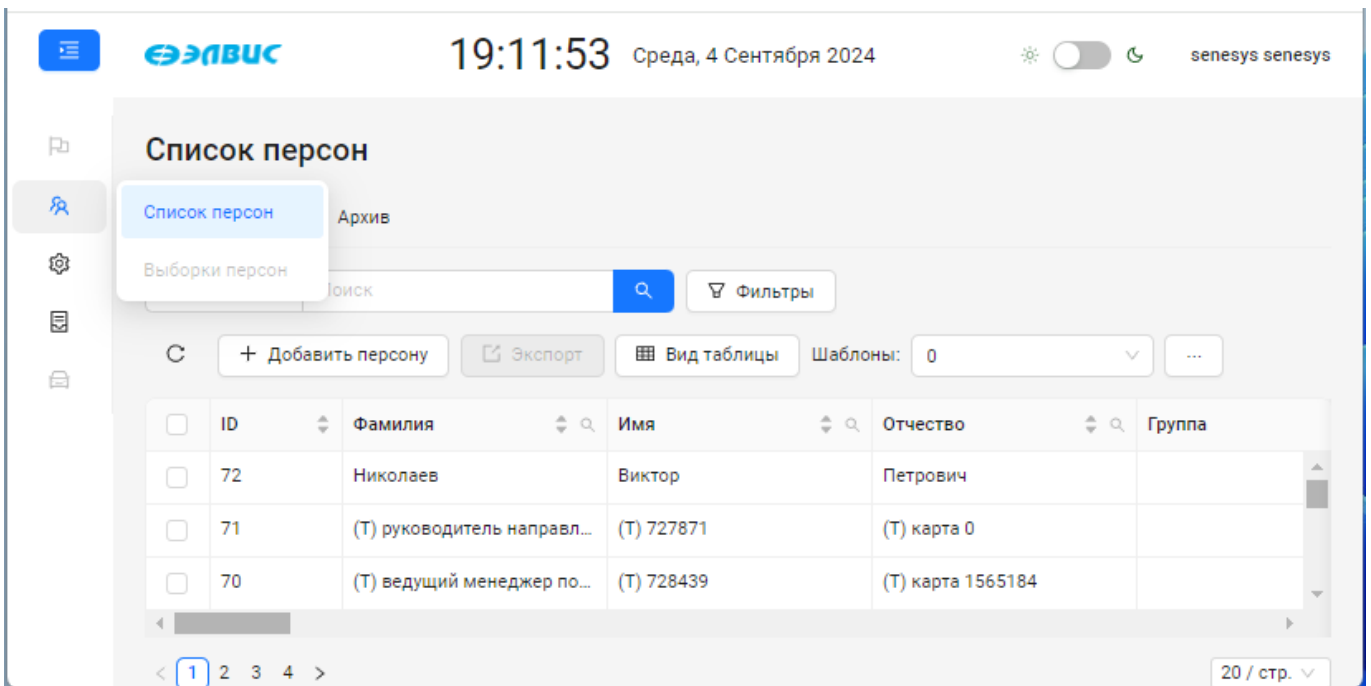 ЭЛВИС 19:11:53 Среда, 4 Сентября 2024 senesys senesys
Список персон
Список персон Архив
Выборки персон
Поиск Фильтры
+ Добавить персону Экспорт Вид таблицы Шаблоны: 0 ...
ID Фамилия Имя Отчество Группа
72 Николаев Виктор Петрович
71 (Т) руководитель направл... (Т) 727871 (Т) карта 0
70 (Т) ведущий менеджер по... (Т) 728439 (Т) карта 1565184
< 1 2 3 4 > 20 / стр.